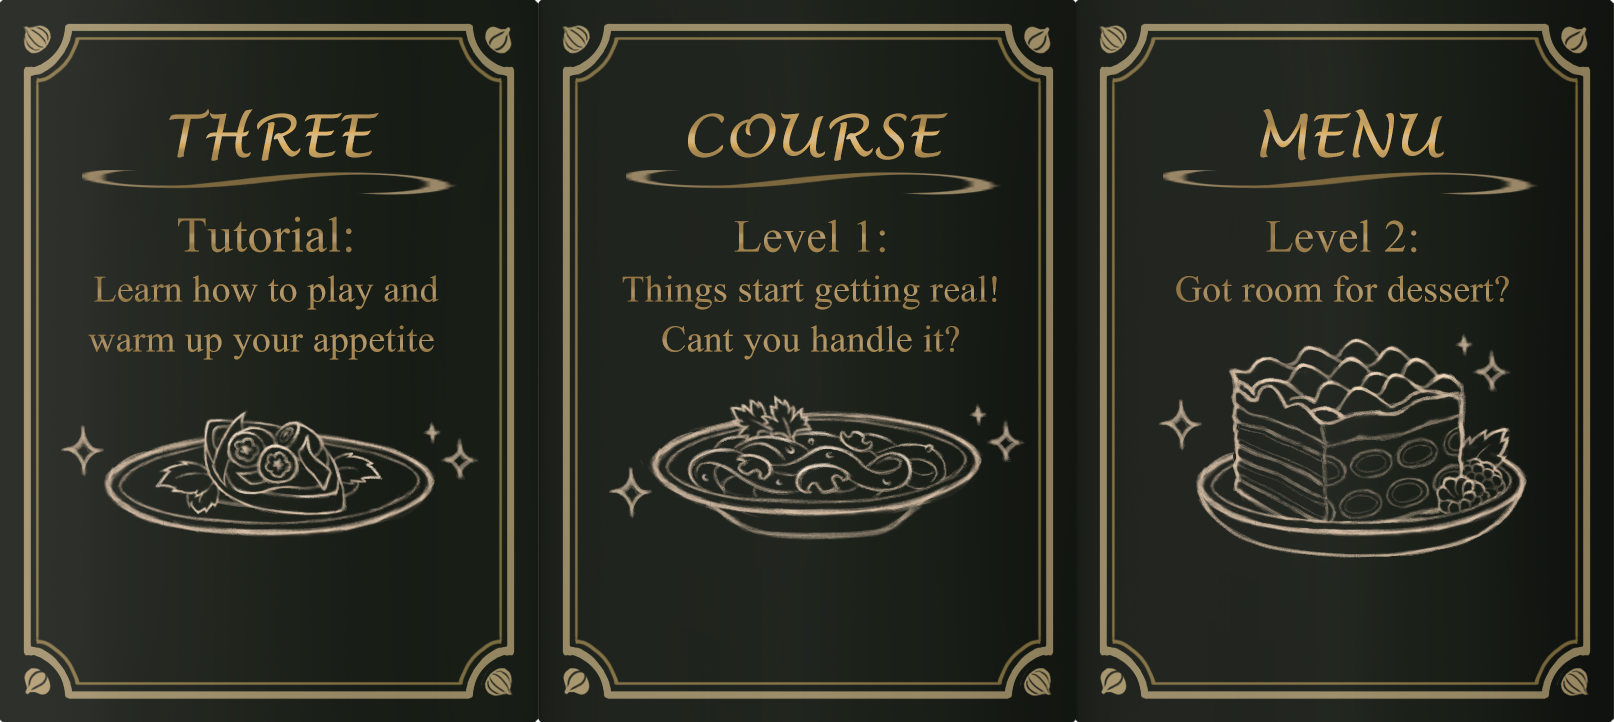 THREE
Tutorial:
Learn how to play and
warm up your appetite
COURSE
Level 1:
Things start getting real!
Cant you handle it?
MENU
Level 2:
Got room for dessert?